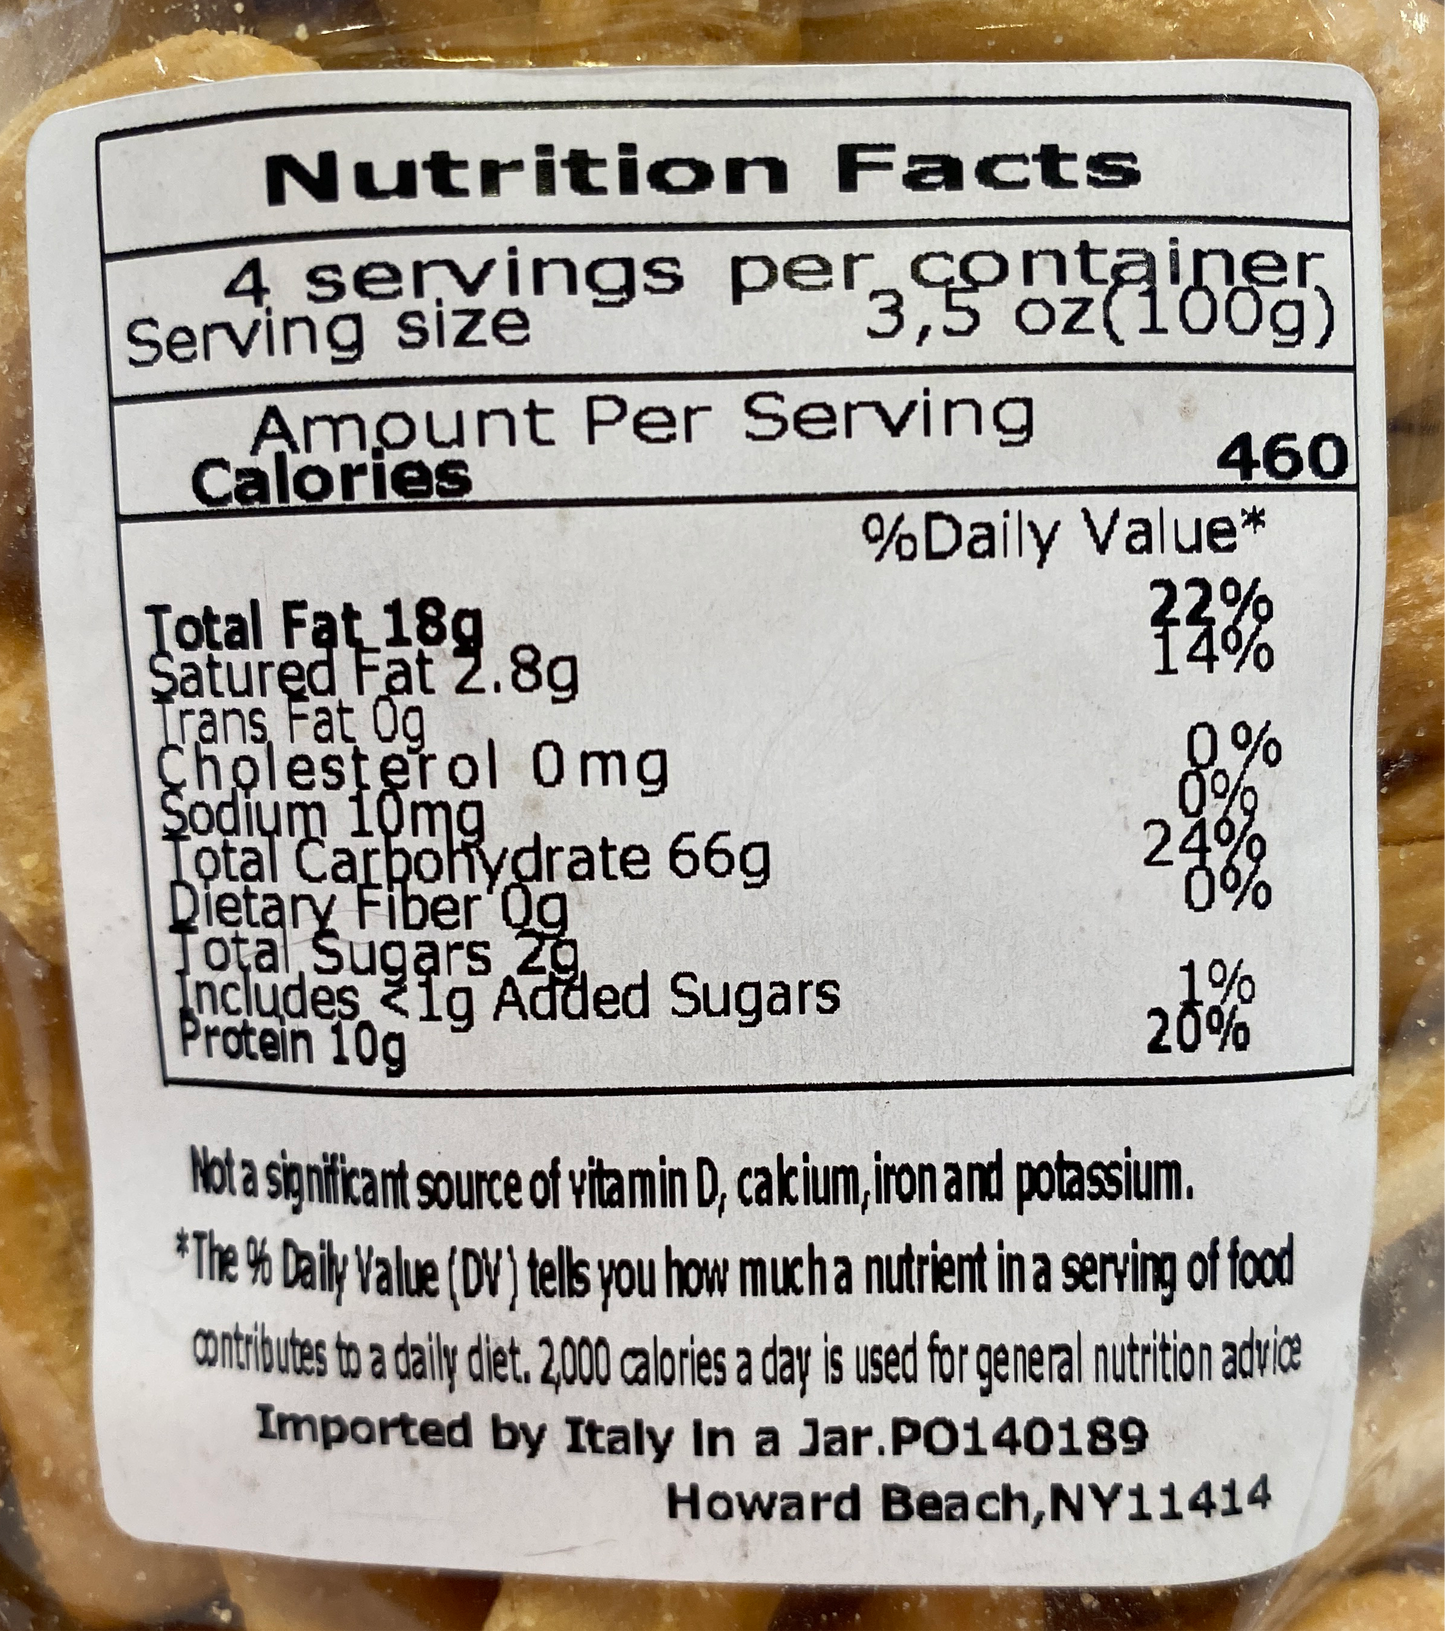 Nutrition Facts
4 servings per container
Serving size 3,5 oz(100g)
Amount Per Serving
Calories 460
%Daily Value*
Total Fat 18g 22%
Satured Fat 2.8g 14%
Trans Fat 0g
Cholesterol 0mg 0%
Sodium 10mg 0%
Total Carbohydrate 66g 24%
Dietary Fiber 0g 0%
Total Sugars 2g
Includes <1g Added Sugars 1%
Protein 10g 20%
Not a significant source of vitamin D, calcium, iron and potassium.
*The % Daily Value (DV) tells you how much a nutrient in a serving of food
contributes to a daily diet. 2,000 calories a day is used for general nutrition advice
Imported by Italy In a Jar.PO140189
Howard Beach,NY11414